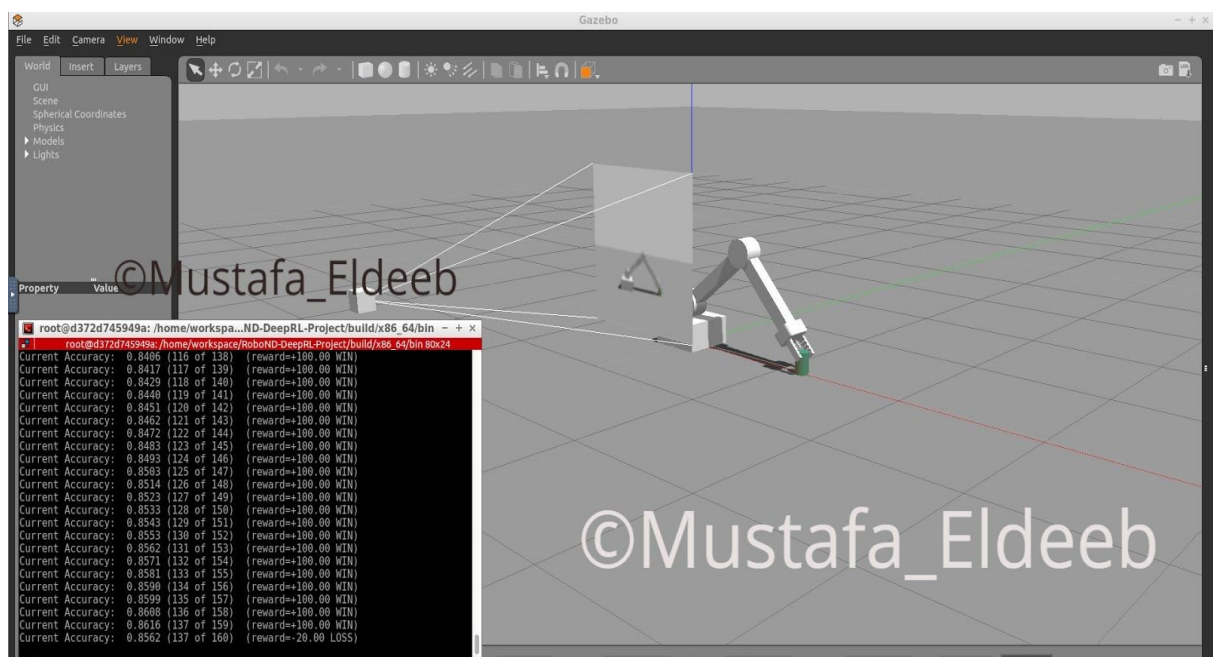 Gazebo
File Edit Camera View Window Help
World Insert Layers
GUI
Scene
Spherical Coordinates
Physics
Models
Lights
©Mustafa_Eldeeb
Property Value
root@d372d745949a: /home/workspa...ND-DeepRL-Project/build/x86_64/bin
root@d372d745949a: /home/workspace/RoboND-DeepRL-Project/build/x86_64/bin 80x24
Current Accuracy: 0.8406 (116 of 138) (reward=+100.00 WIN)
Current Accuracy: 0.8417 (117 of 139) (reward=+100.00 WIN)
Current Accuracy: 0.8429 (118 of 140) (reward=+100.00 WIN)
Current Accuracy: 0.8440 (119 of 141) (reward=+100.00 WIN)
Current Accuracy: 0.8451 (120 of 142) (reward=+100.00 WIN)
Current Accuracy: 0.8462 (121 of 143) (reward=+100.00 WIN)
Current Accuracy: 0.8472 (122 of 144) (reward=+100.00 WIN)
Current Accuracy: 0.8483 (123 of 145) (reward=+100.00 WIN)
Current Accuracy: 0.8493 (124 of 146) (reward=+100.00 WIN)
Current Accuracy: 0.8503 (125 of 147) (reward=+100.00 WIN)
Current Accuracy: 0.8514 (126 of 148) (reward=+100.00 WIN)
Current Accuracy: 0.8523 (127 of 149) (reward=+100.00 WIN)
Current Accuracy: 0.8533 (128 of 150) (reward=+100.00 WIN)
Current Accuracy: 0.8543 (129 of 151) (reward=+100.00 WIN)
Current Accuracy: 0.8553 (130 of 152) (reward=+100.00 WIN)
Current Accuracy: 0.8562 (131 of 153) (reward=+100.00 WIN)
Current Accuracy: 0.8571 (132 of 154) (reward=+100.00 WIN)
Current Accuracy: 0.8581 (133 of 155) (reward=+100.00 WIN)
Current Accuracy: 0.8590 (134 of 156) (reward=+100.00 WIN)
Current Accuracy: 0.8599 (135 of 157) (reward=+100.00 WIN)
Current Accuracy: 0.8608 (136 of 158) (reward=+100.00 WIN)
Current Accuracy: 0.8616 (137 of 159) (reward=+100.00 WIN)
Current Accuracy: 0.8562 (137 of 160) (reward=-20.00 LOSS)
©Mustafa_Eldeeb